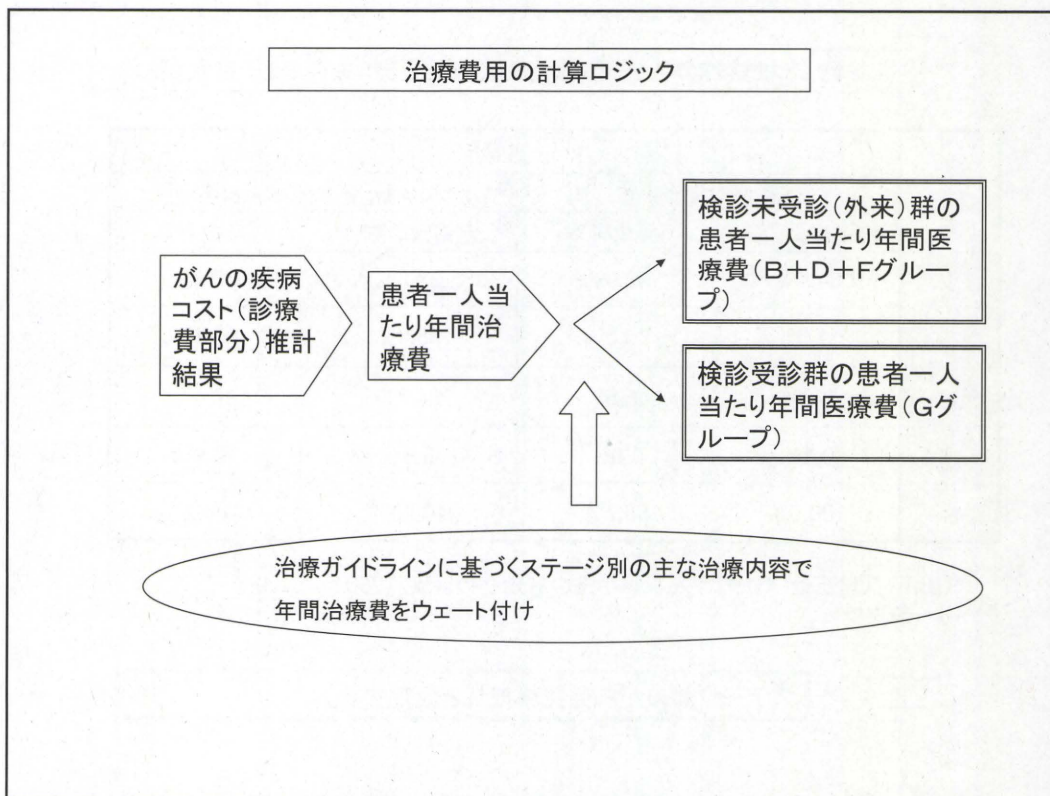 治療費用の計算ロジック
がんの疾病
コスト(診療
費部分)推計
結果
患者一人当
たり年間治
療費
検診未受診(外来)群の
患者一人当たり年間医
療費(B+D+Fグルー
プ)
検診受診群の患者一人
当たり年間医療費(Gグ
ループ)
治療ガイドラインに基づくステージ別の主な治療内容で
年間治療費をウェート付け